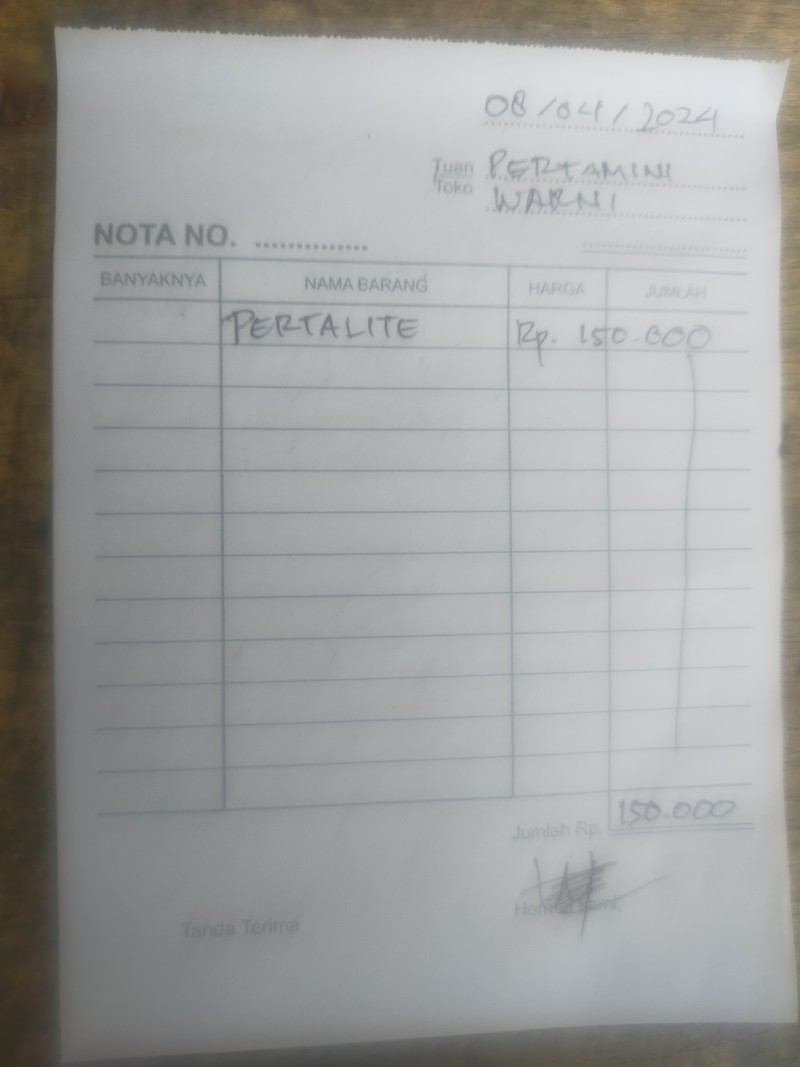 08/04/2024
Tuan PERTAMINI
Toko WARNI
NOTA NO. ..............
BANYAKNYA NAMA BARANG HARGA JUMLAH
PERTALITE Rp. 150.000
Jumlah Rp. 150.000
Tanda Terima